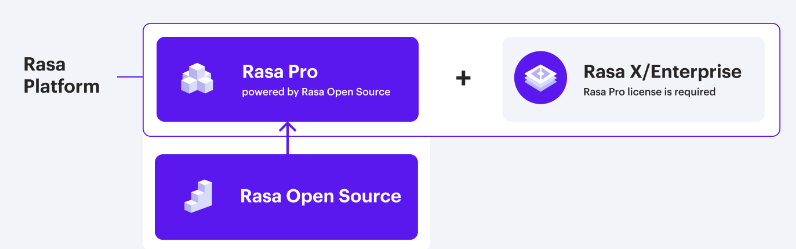 Rasa
Platform
Rasa Pro
powered by Rasa Open Source
+
Rasa X/Enterprise
Rasa Pro license is required
Rasa Open Source